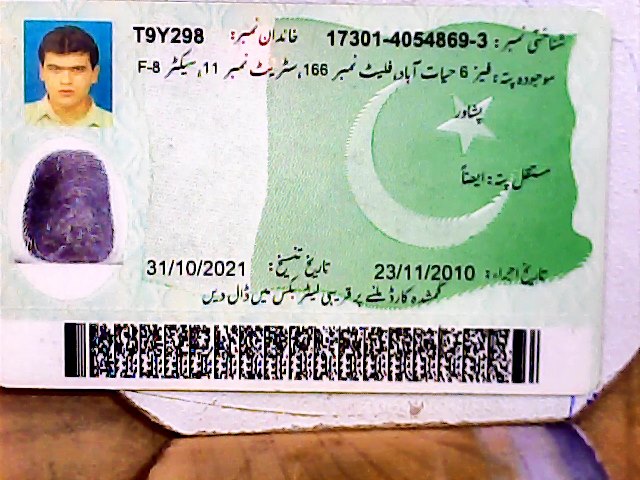 شناختی نمبر: 17301-4054869-3 خاندان نمبر: T9Y298
موجودہ پتہ: فیز 6 حیات آباد، فلیٹ نمبر 166، سٹریٹ نمبر 11، سیکٹر F-8
پشاور
مستقل پتہ: ایضاً
تاریخ اجراء: 23/11/2010 تاریخ تنسیخ: 31/10/2021
گمشدہ کارڈ ملنے پر قریبی لیٹر بکس میں ڈال دیں